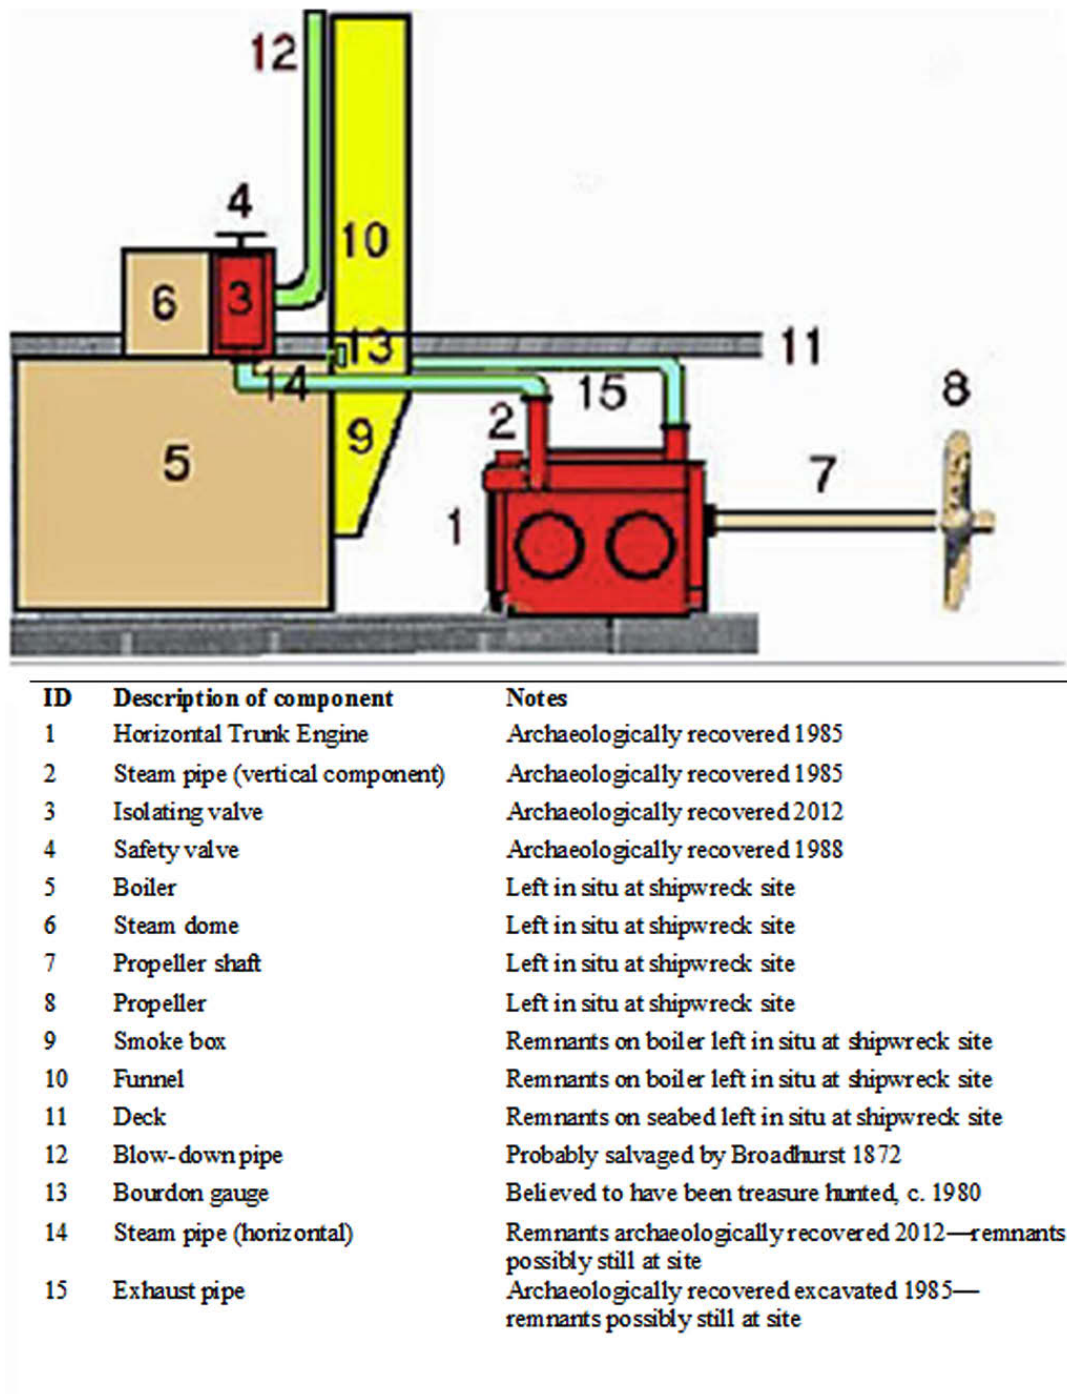 12
4
10
6
3
13
11
14
15
8
2
9
5
7
1
ID Description of component Notes
1 Horizontal Trunk Engine Archaeologically recovered 1985
2 Steam pipe (vertical component) Archaeologically recovered 1985
3 Isolating valve Archaeologically recovered 2012
4 Safety valve Archaeologically recovered 1988
5 Boiler Left in situ at shipwreck site
6 Steam dome Left in situ at shipwreck site
7 Propeller shaft Left in situ at shipwreck site
8 Propeller Left in situ at shipwreck site
9 Smoke box Remnants on boiler left in situ at shipwreck site
10 Funnel Remnants on boiler left in situ at shipwreck site
11 Deck Remnants on seabed left in situ at shipwreck site
12 Blow-down pipe Probably salvaged by Broadhurst 1872
13 Bourdon gauge Believed to have been treasure hunted, c. 1980
14 Steam pipe (horizontal) Remnants archaeologically recovered 2012—remnants
possibly still at site
15 Exhaust pipe Archaeologically recovered excavated 1985—
remnants possibly still at site